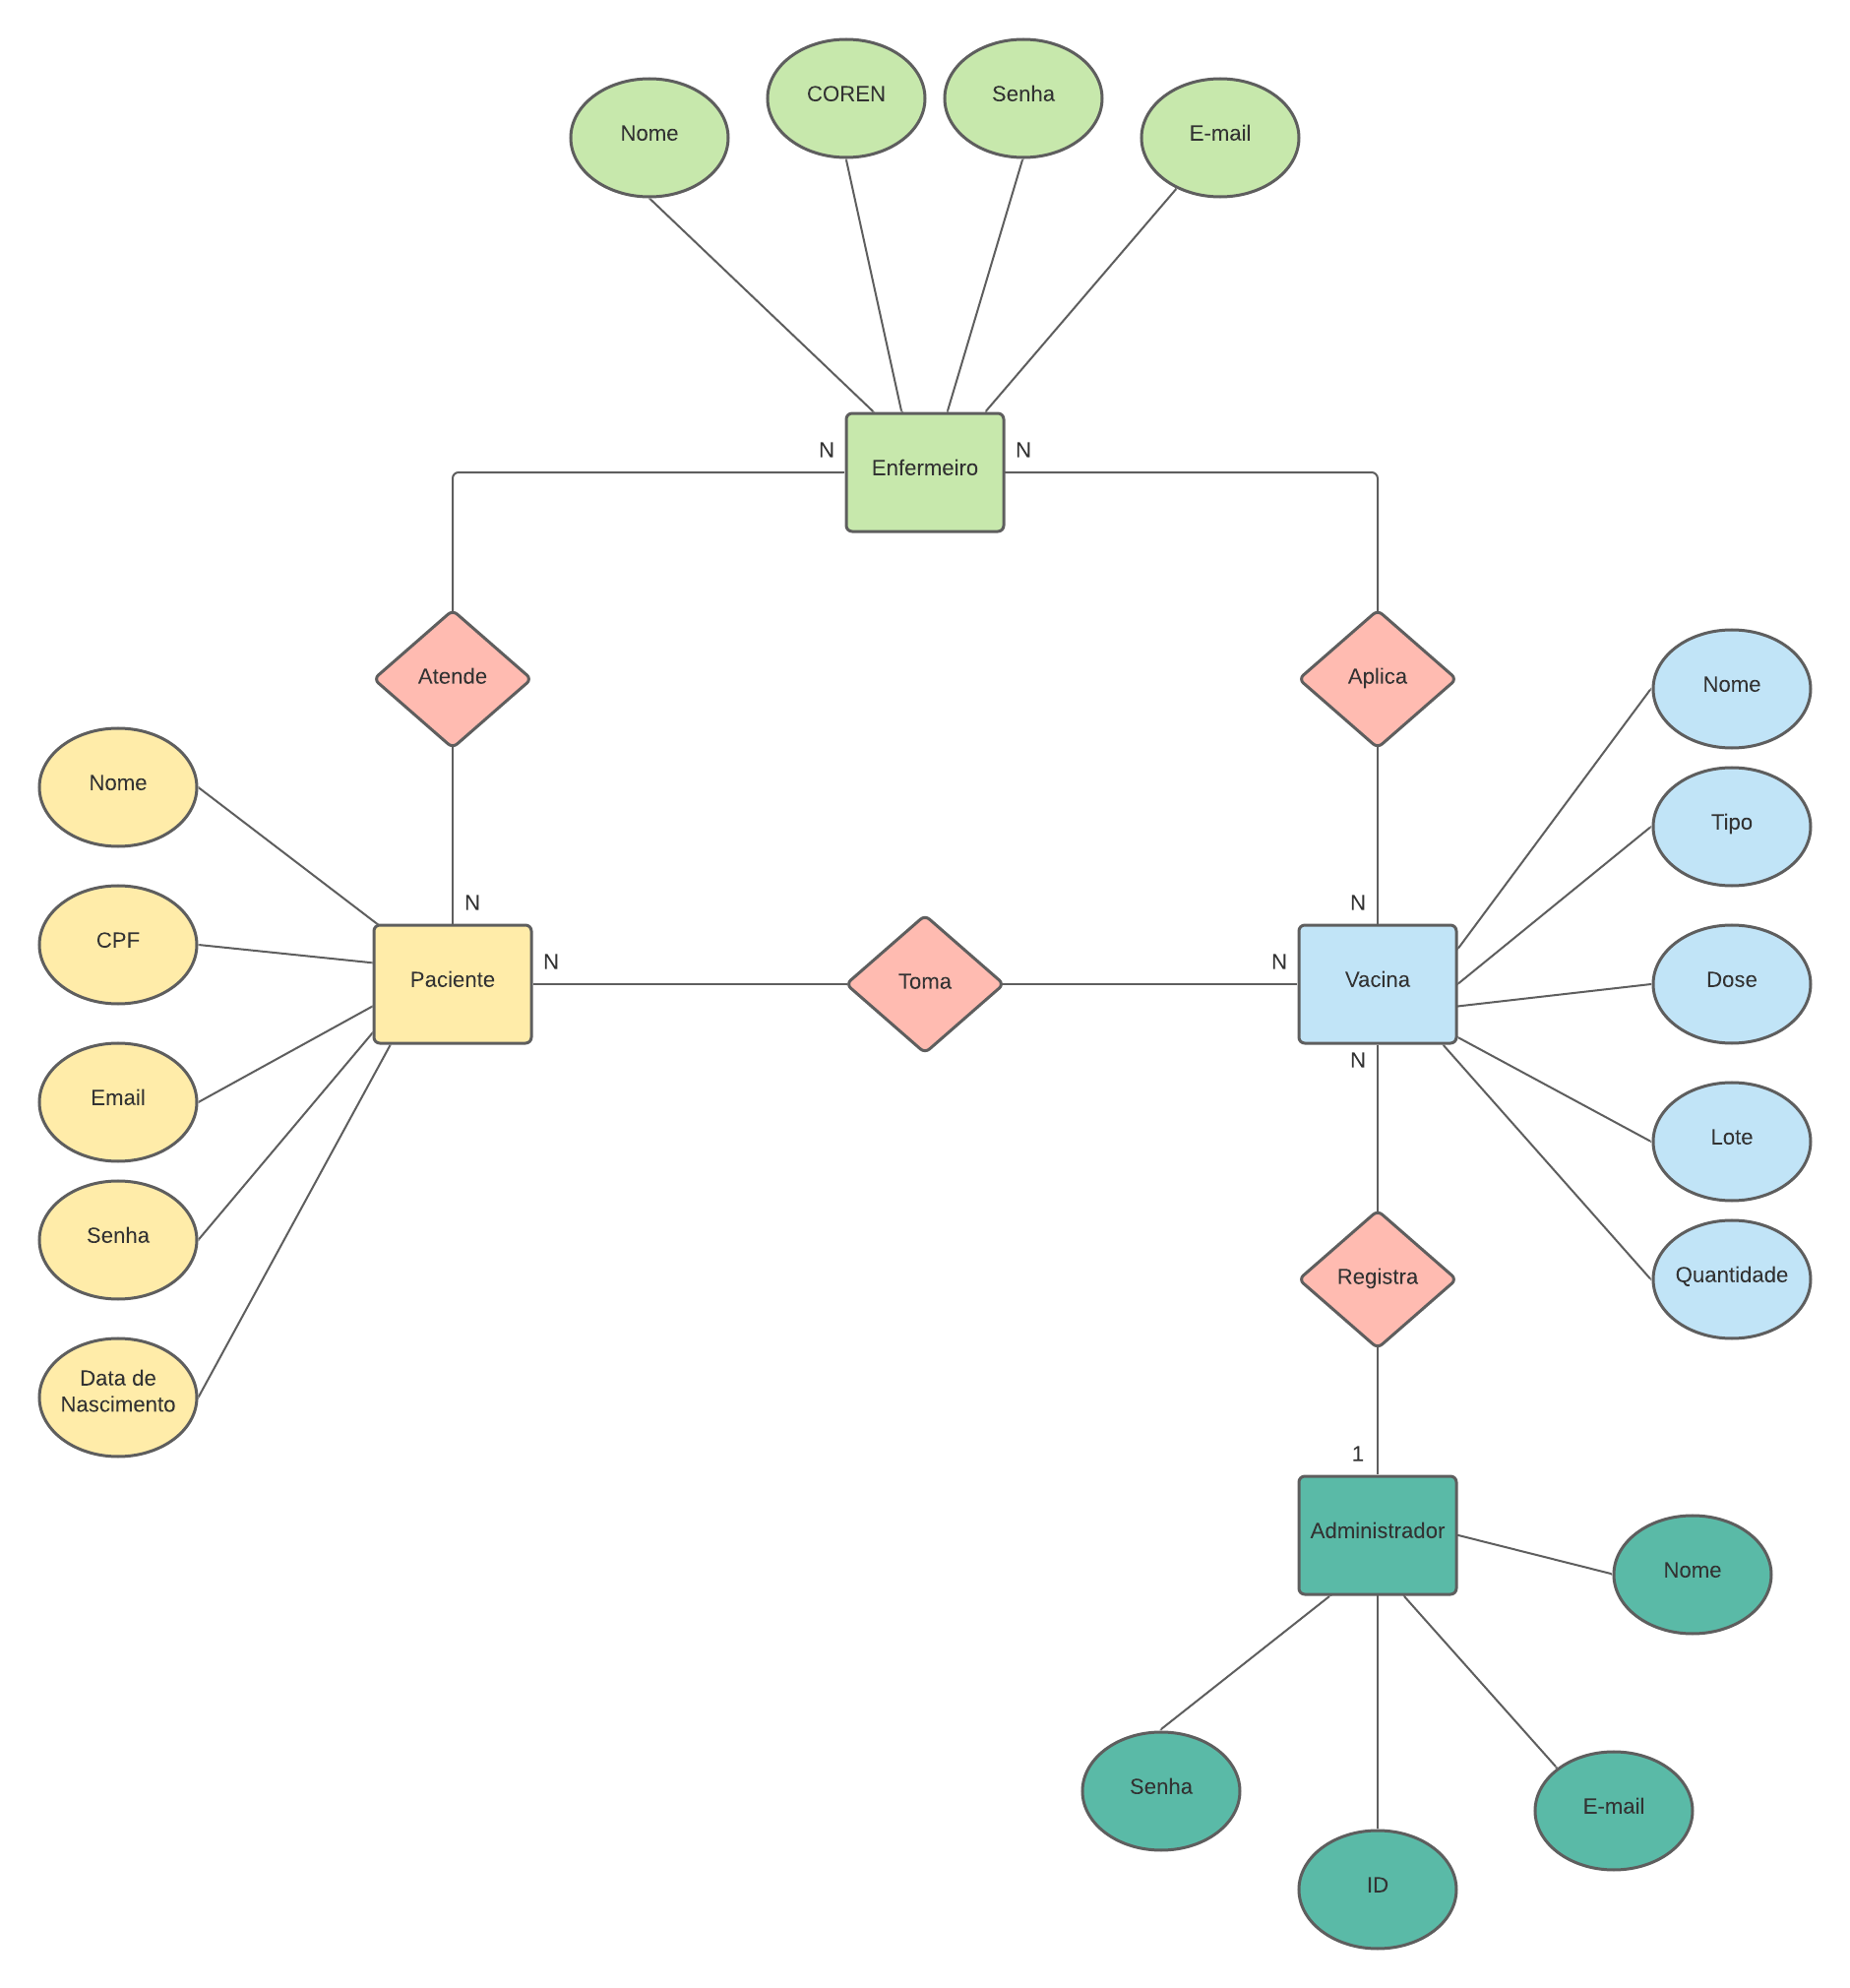 COREN
Senha
Nome
E-mail
N
N
Enfermeiro
Atende
Aplica
Nome
Nome
Tipo
N
N
CPF
N
N
Paciente
Toma
Vacina
Dose
N
Email
Lote
Senha
Registra
Quantidade
Data de
Nascimento
1
Administrador
Nome
Senha
E-mail
ID